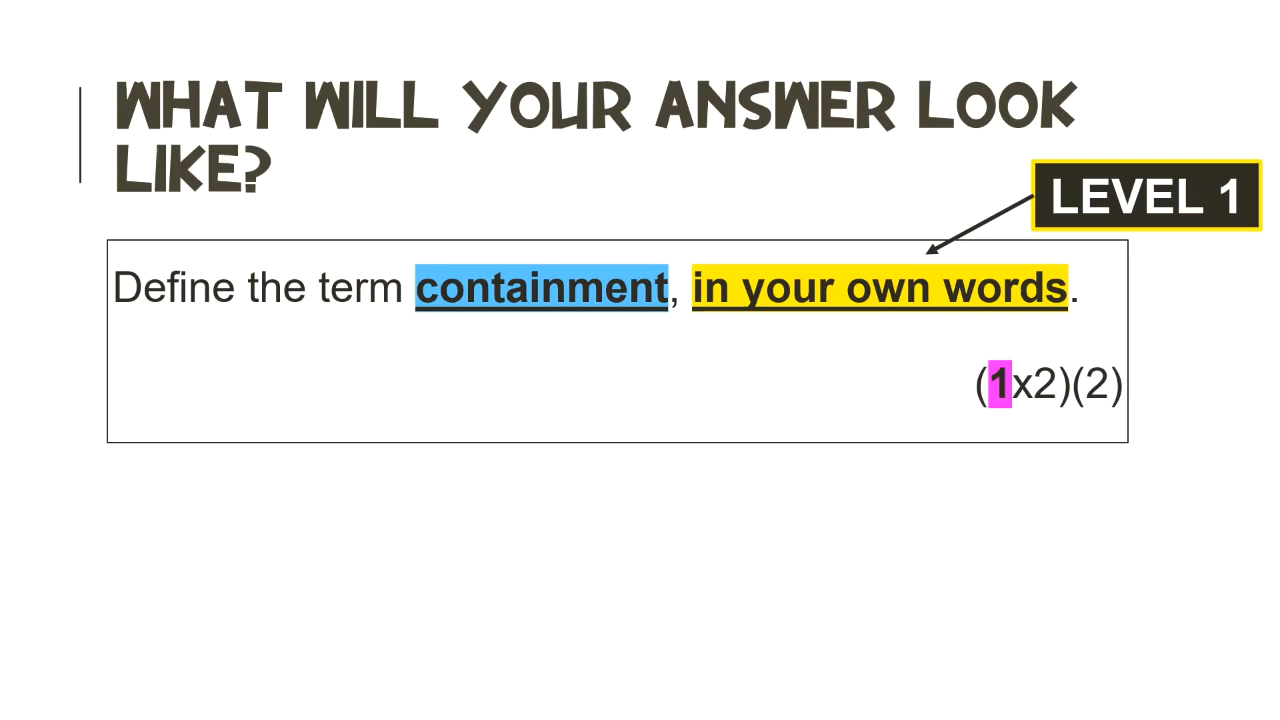 WHAT WILL YOUR ANSWER LOOK
LIKE?
LEVEL 1
Define the term containment, in your own words.
(1x2)(2)